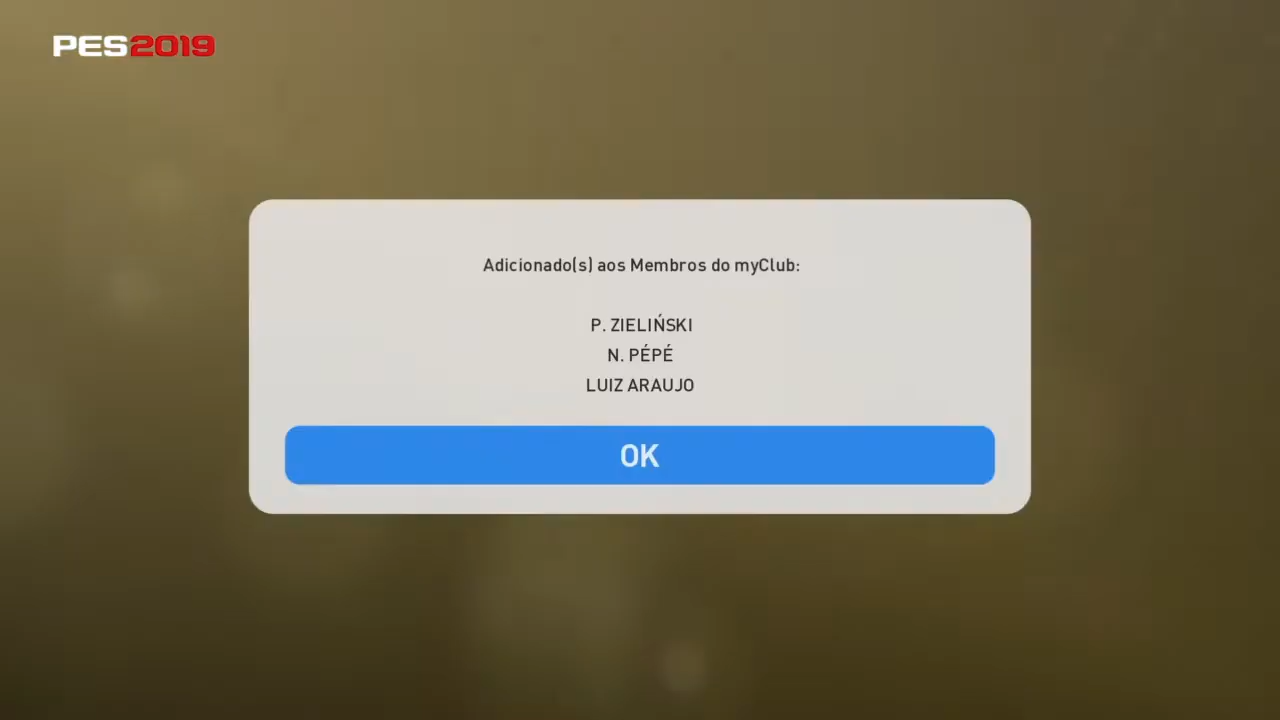 PES2019
Adicionado(s) aos Membros do myClub:
P. ZIELIŃSKI
N. PÉPÉ
LUIZ ARAUJO
OK